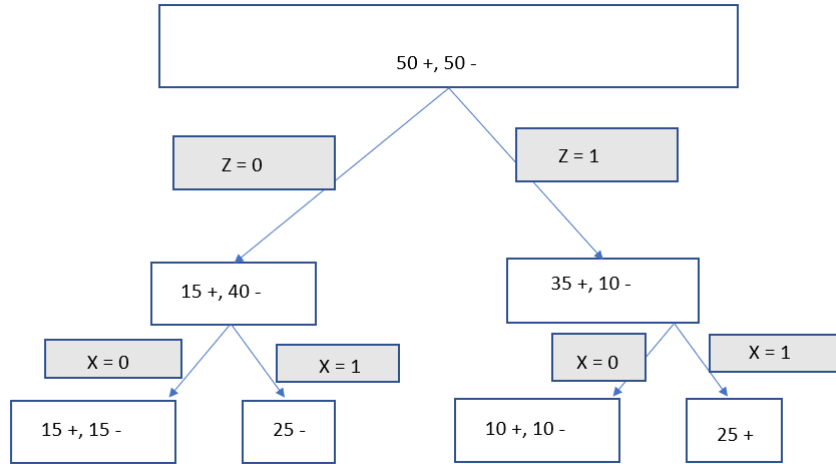 50 +, 50 -
Z = 0
Z = 1
15 +, 40 -
35 +, 10 -
X = 0
X = 1
X = 0
X = 1
15 +, 15 -
25 -
10 +, 10 -
25 +